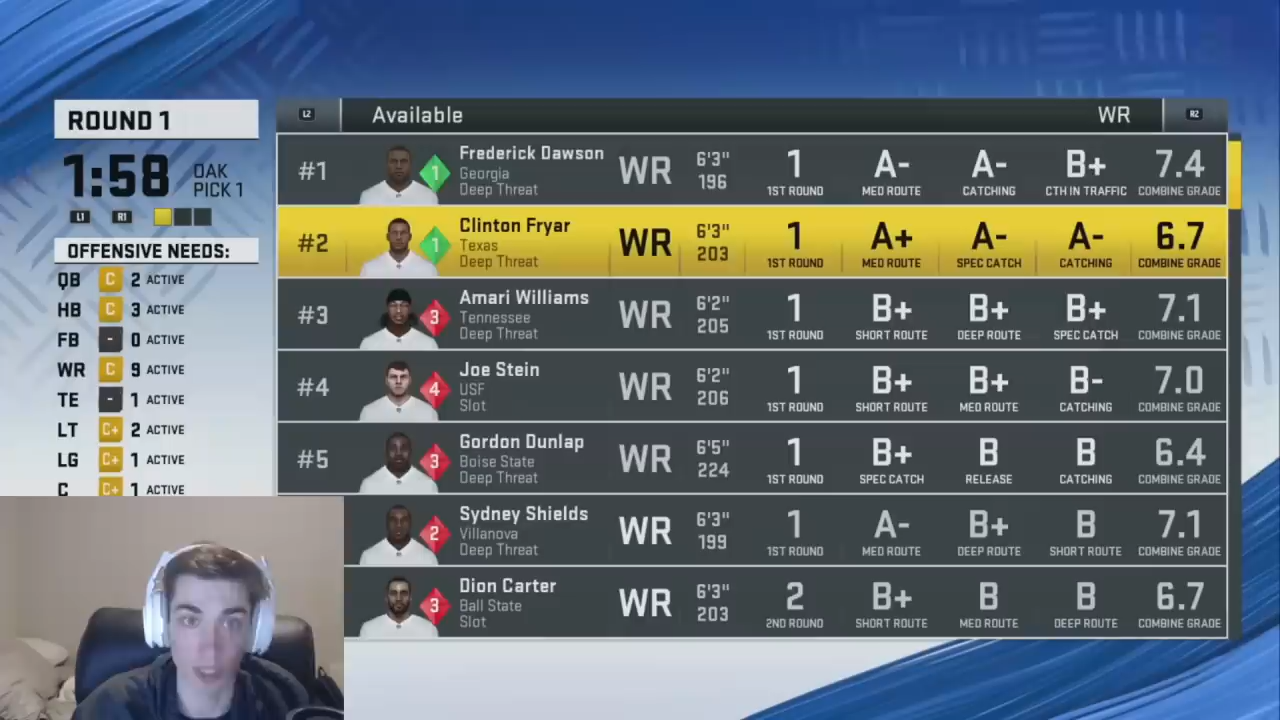 ROUND 1
1:58
OAK
PICK 1
L1 R1
OFFENSIVE NEEDS:
QB C 2 ACTIVE
HB C 3 ACTIVE
FB - 0 ACTIVE
WR C 9 ACTIVE
TE - 1 ACTIVE
LT C+ 2 ACTIVE
LG C+ 1 ACTIVE
C C+ 1 ACTIVE
L2 Available WR R2
#1 1 Frederick Dawson
Georgia
Deep Threat
WR 6'3" 196
1 A- A- B+ 7.4
1ST ROUND MED ROUTE CATCHING CTH IN TRAFFIC COMBINE GRADE
#2 1 Clinton Fryar
Texas
Deep Threat
WR 6'3" 203
1 A+ A- A- 6.7
1ST ROUND MED ROUTE SPEC CATCH CATCHING COMBINE GRADE
#3 3 Amari Williams
Tennessee
Deep Threat
WR 6'2" 205
1 B+ B+ B+ 7.1
1ST ROUND SHORT ROUTE DEEP ROUTE SPEC CATCH COMBINE GRADE
#4 4 Joe Stein
USF
Slot
WR 6'2" 206
1 B+ B+ B- 7.0
1ST ROUND SHORT ROUTE MED ROUTE CATCHING COMBINE GRADE
#5 3 Gordon Dunlap
Boise State
Deep Threat
WR 6'5" 224
1 B+ B B 6.4
1ST ROUND SPEC CATCH RELEASE CATCHING COMBINE GRADE
2 Sydney Shields
Villanova
Deep Threat
WR 6'3" 199
1 A- B+ B 7.1
1ST ROUND MED ROUTE DEEP ROUTE SHORT ROUTE COMBINE GRADE
3 Dion Carter
Ball State
Slot
WR 6'3" 203
2 B+ B B 6.7
2ND ROUND SHORT ROUTE MED ROUTE DEEP ROUTE COMBINE GRADE